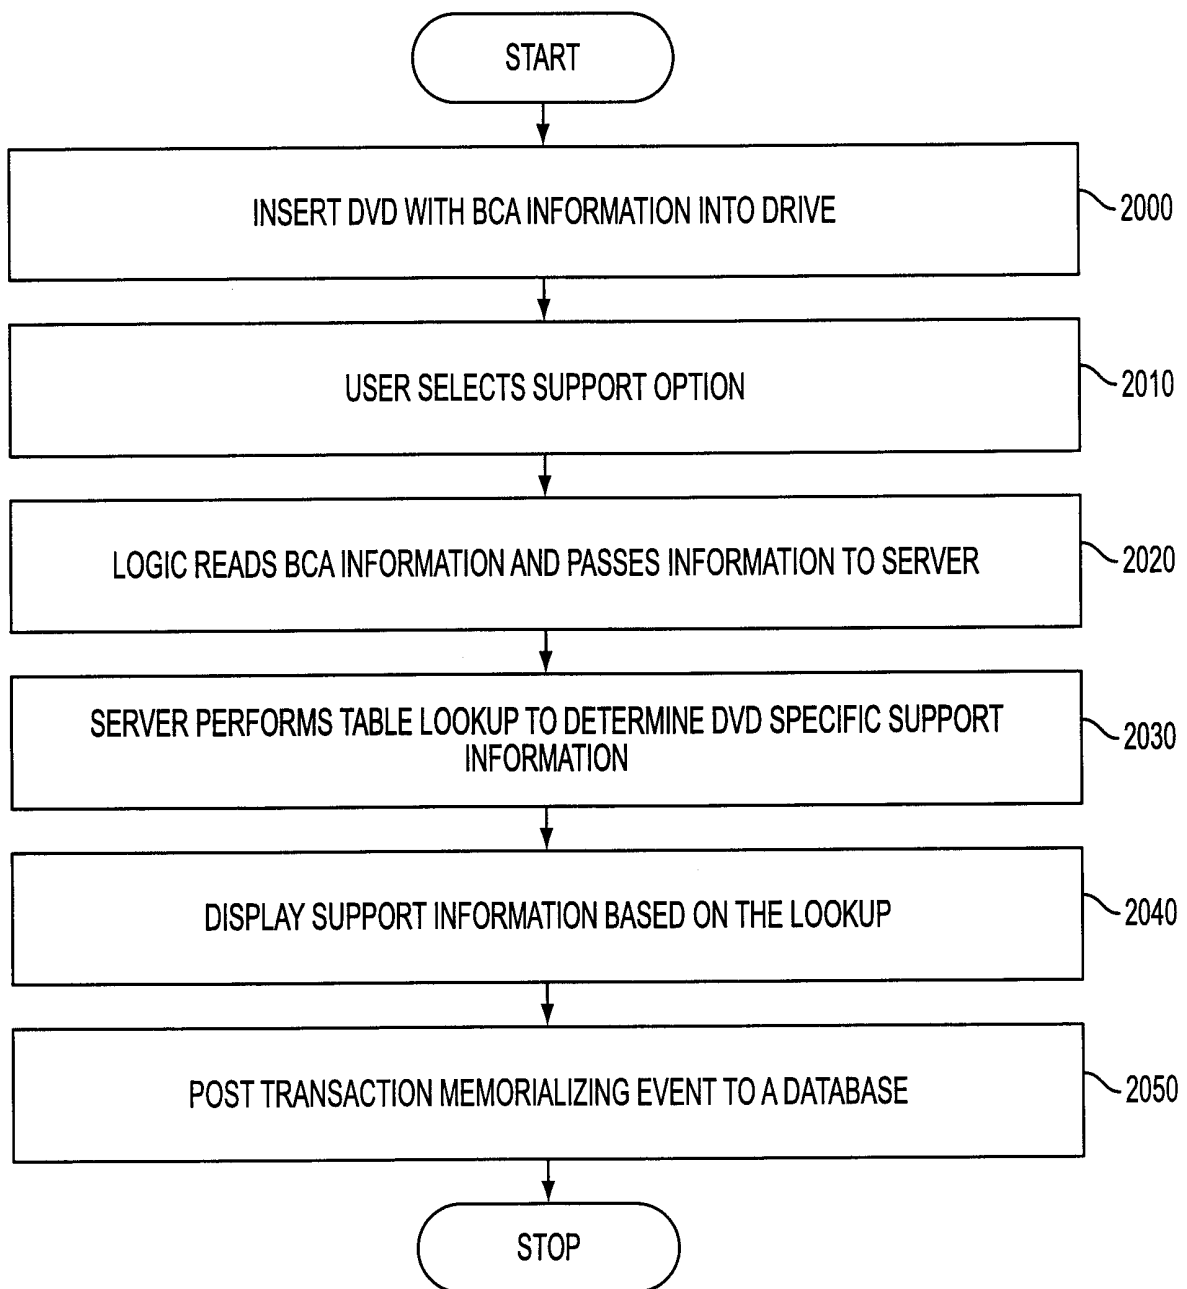 START
INSERT DVD WITH BCA INFORMATION INTO DRIVE
2000
USER SELECTS SUPPORT OPTION
2010
LOGIC READS BCA INFORMATION AND PASSES INFORMATION TO SERVER
2020
SERVER PERFORMS TABLE LOOKUP TO DETERMINE DVD SPECIFIC SUPPORT
INFORMATION
2030
DISPLAY SUPPORT INFORMATION BASED ON THE LOOKUP
2040
POST TRANSACTION MEMORIALIZING EVENT TO A DATABASE
2050
STOP